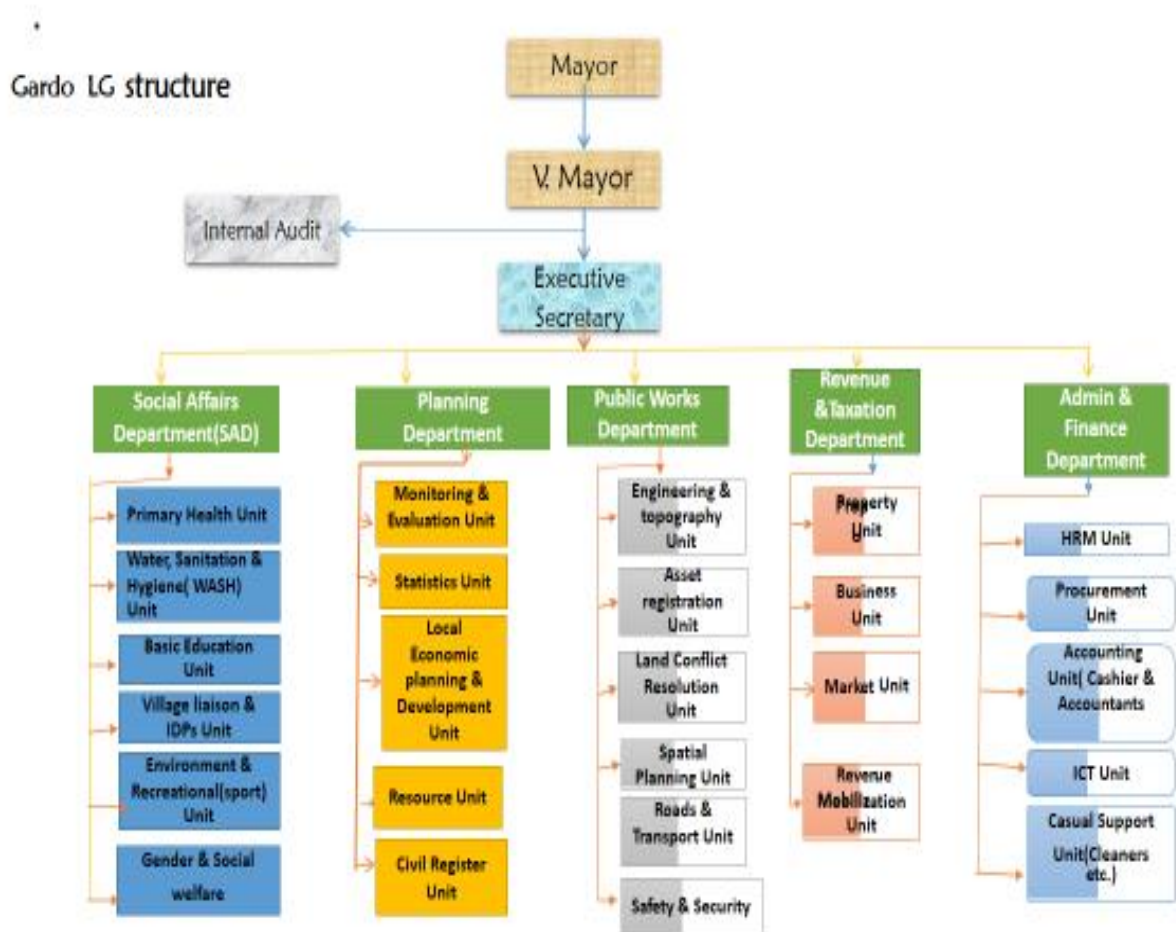 Gardo LG structure
Mayor
V. Mayor
Internal Audit
Executive
Secretary
Social Affairs
Department(SAD)
Primary Health Unit
Water, Sanitation &
Hygiene( WASH)
Unit
Basic Education
Unit
Village liaison &
IDPs Unit
Environment &
Recreational(sport)
Unit
Gender & Social
welfare
Planning
Department
Monitoring &
Evaluation Unit
Statistics Unit
Local
Economic
planning &
Development
Unit
Resource Unit
Civil Register
Unit
Public Works
Department
Engineering &
topography
Unit
Asset
registration
Unit
Land Conflict
Resolution
Unit
Spatial
Planning Unit
Roads &
Transport Unit
Safety & Security
Revenue
&Taxation
Department
Property
Unit
Business
Unit
Market Unit
Revenue
Mobilization
Unit
Admin &
Finance
Department
HRM Unit
Procurement
Unit
Accounting
Unit( Cashier &
Accountants
ICT Unit
Casual Support
Unit(Cleaners
etc.)